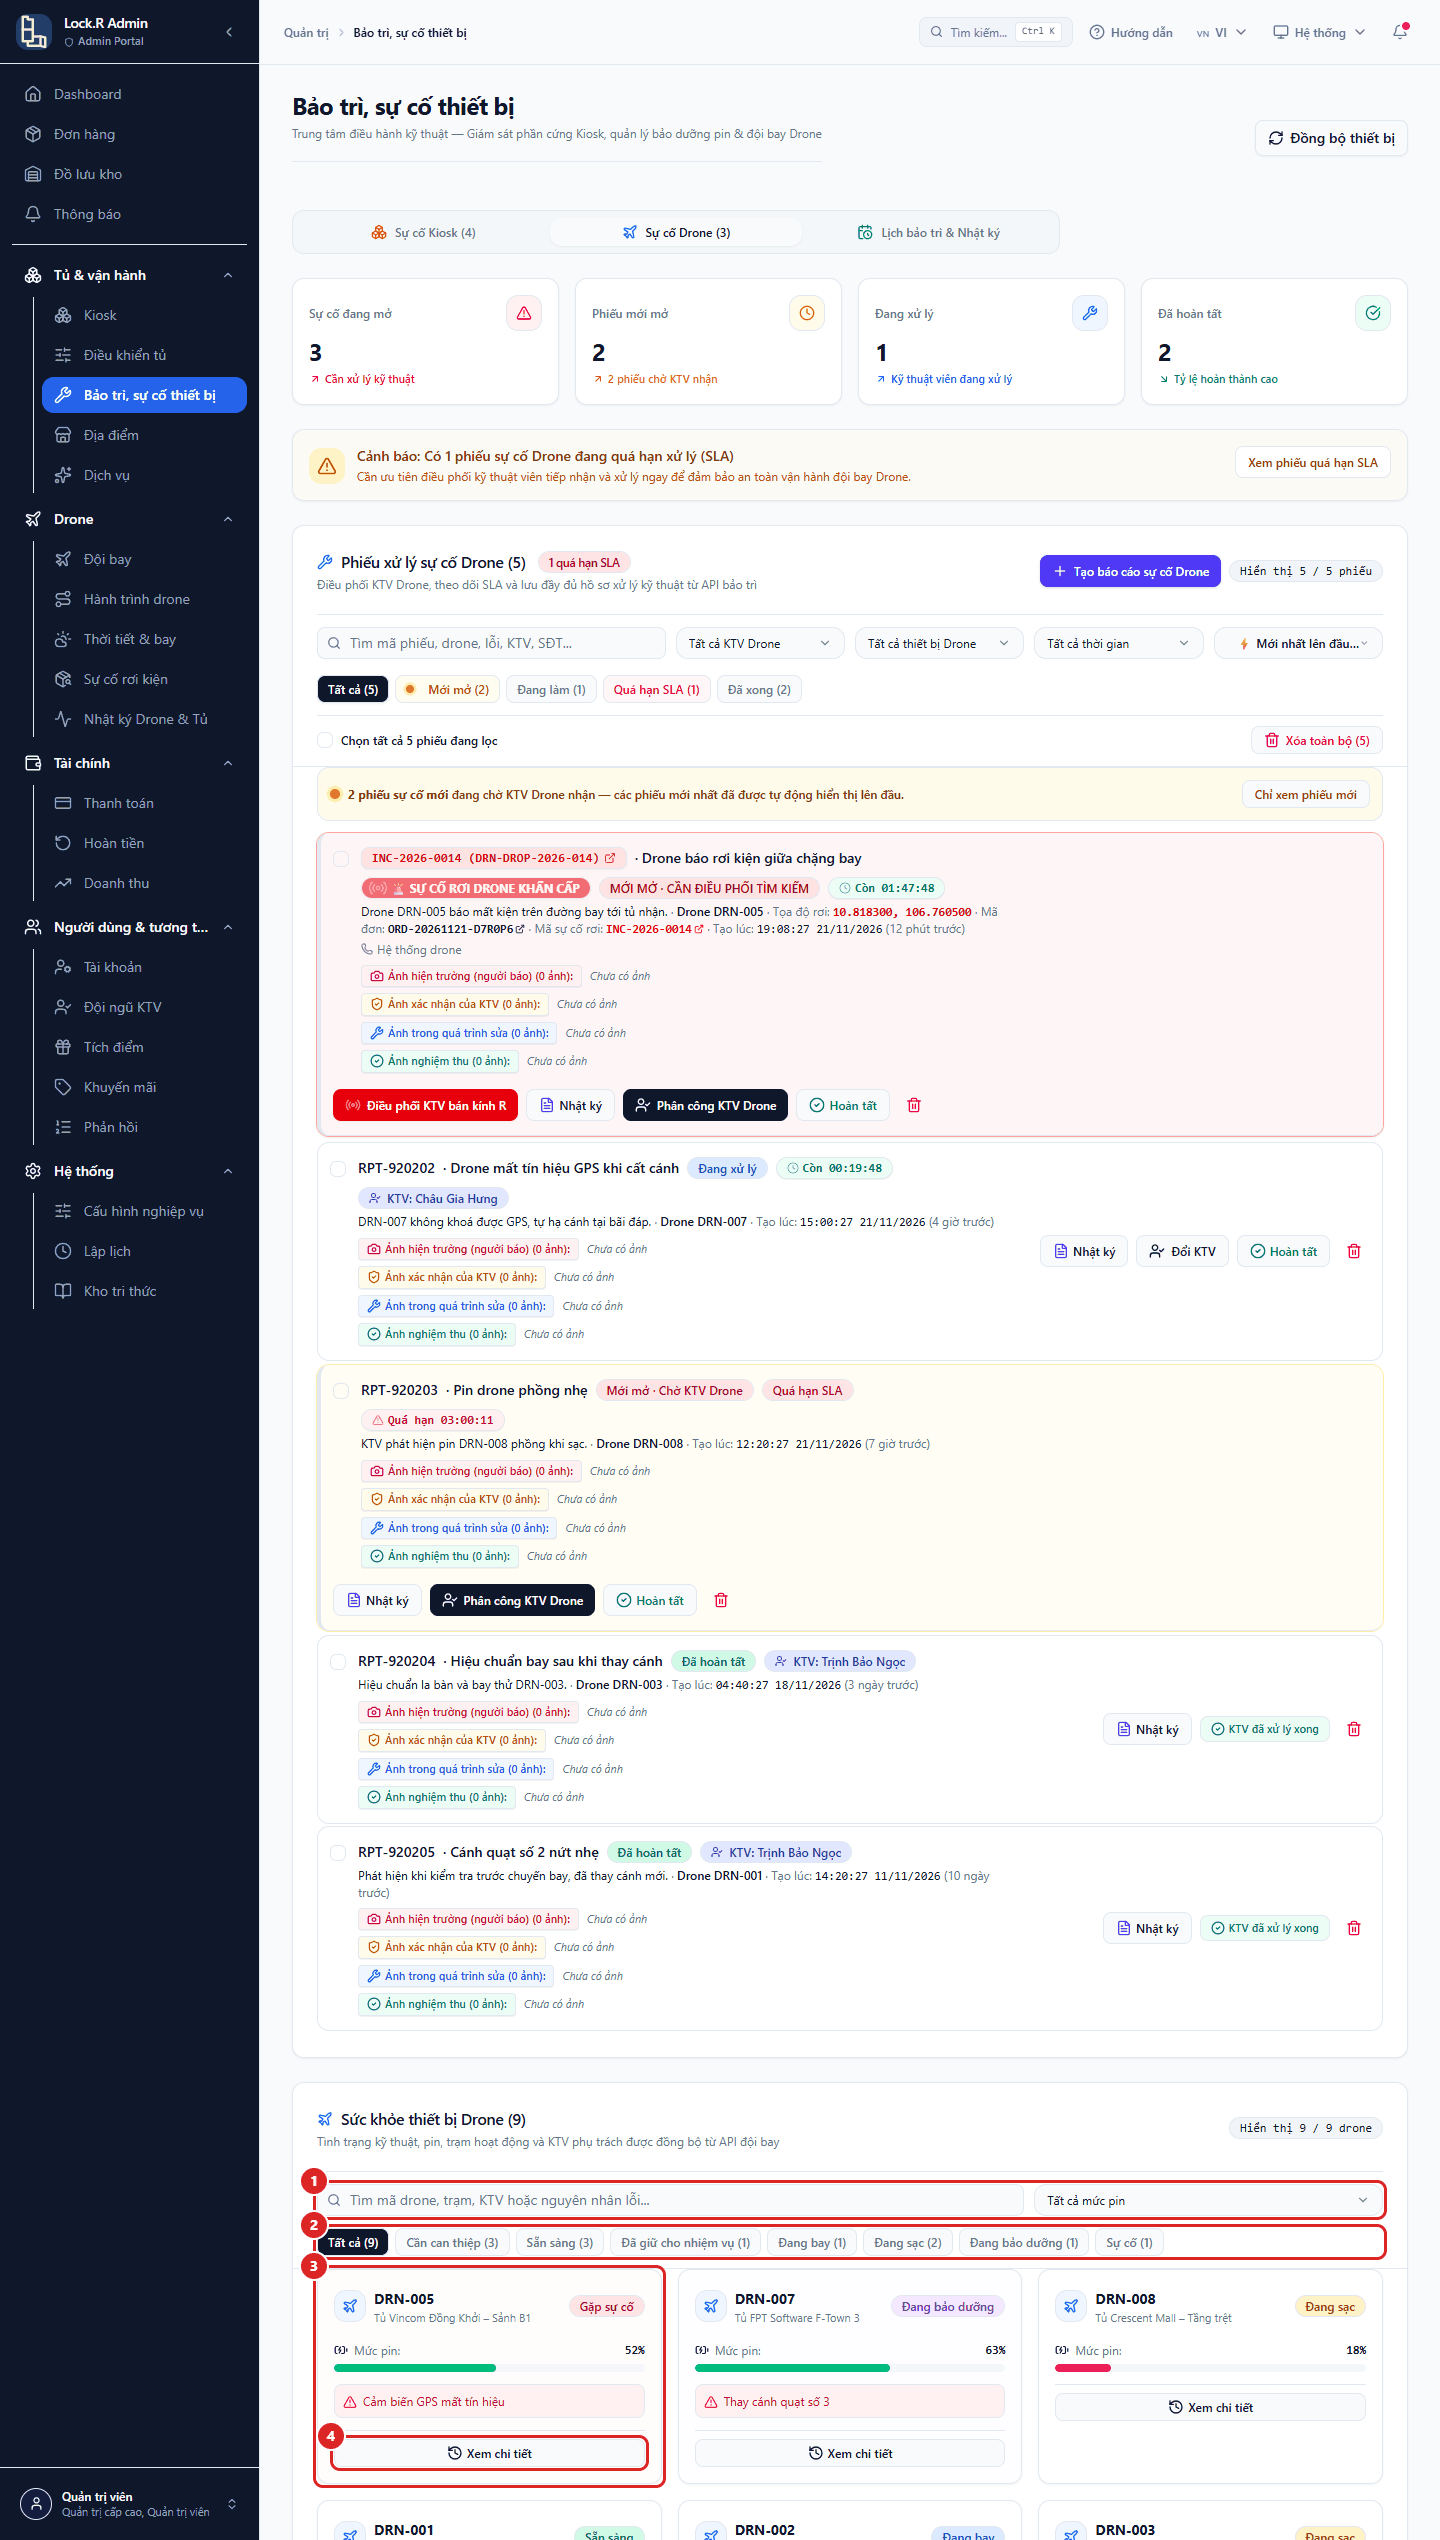 Lock.R Admin
Admin Portal
Dashboard
Đơn hàng
Đồ lưu kho
Thông báo
Tủ & vận hành
Kiosk
Điều khiển tủ
Bảo trì, sự cố thiết bị
Địa điểm
Dịch vụ
Drone
Đội bay
Hành trình drone
Thời tiết & bay
Sự cố rơi kiện
Nhật ký Drone & Tủ
Tài chính
Thanh toán
Hoàn tiền
Doanh thu
Người dùng & tương t...
Tài khoản
Đội ngũ KTV
Tích điểm
Khuyến mãi
Phản hồi
Hệ thống
Cấu hình nghiệp vụ
Lập lịch
Kho tri thức
Quản trị viên
Quản trị cấp cao, Quản trị viên
Quản trị
Bảo trì, sự cố thiết bị
Tìm kiếm...
Ctrl K
Hướng dẫn
VN VI
Hệ thống
Bảo trì, sự cố thiết bị
Trung tâm điều hành kỹ thuật — Giám sát phần cứng Kiosk, quản lý bảo dưỡng pin & đội bay Drone
Đồng bộ thiết bị
Sự cố Kiosk (4)
Sự cố Drone (3)
Lịch bảo trì & Nhật ký
Sự cố đang mở
3
Cần xử lý kỹ thuật
Phiếu mới mở
2
2 phiếu chờ KTV nhận
Đang xử lý
1
Kỹ thuật viên đang xử lý
Đã hoàn tất
2
Tỷ lệ hoàn thành cao
Cảnh báo: Có 1 phiếu sự cố Drone đang quá hạn xử lý (SLA)
Cần ưu tiên điều phối kỹ thuật viên tiếp nhận và xử lý ngay để đảm bảo an toàn vận hành đội bay Drone.
Xem phiếu quá hạn SLA
Phiếu xử lý sự cố Drone (5)
1 quá hạn SLA
Điều phối KTV Drone, theo dõi SLA và lưu đầy đủ hồ sơ xử lý kỹ thuật từ API bảo trì
Tạo báo cáo sự cố Drone
Hiển thị 5 / 5 phiếu
Tìm mã phiếu, drone, lỗi, KTV, SĐT...
Tất cả KTV Drone
Tất cả thiết bị Drone
Tất cả thời gian
Mới nhất lên đầu...
Tất cả (5)
Mới mở (2)
Đang làm (1)
Quá hạn SLA (1)
Đã xong (2)
Chọn tất cả 5 phiếu đang lọc
Xóa toàn bộ (5)
2 phiếu sự cố mới đang chờ KTV Drone nhận — các phiếu mới nhất đã được tự động hiển thị lên đầu.
Chỉ xem phiếu mới
INC-2026-0014 (DRN-DROP-2026-014) · Drone báo rơi kiện giữa chặng bay
SỰ CỐ RƠI DRONE KHẨN CẤP
MỚI MỞ · CẦN ĐIỀU PHỐI TÌM KIẾM
Còn 01:47:48
Drone DRN-005 báo mất kiện trên đường bay tới tủ nhận. · Drone DRN-005 · Tọa độ rơi: 10.818300, 106.760500 · Mã
đơn: ORD-20261121-D7R0P6 · Mã sự cố rơi: INC-2026-0014 · Tạo lúc: 19:08:27 21/11/2026 (12 phút trước)
Hệ thống drone
Ảnh hiện trường (người báo) (0 ảnh): Chưa có ảnh
Ảnh xác nhận của KTV (0 ảnh): Chưa có ảnh
Ảnh trong quá trình sửa (0 ảnh): Chưa có ảnh
Ảnh nghiệm thu (0 ảnh): Chưa có ảnh
Điều phối KTV bán kính R
Nhật ký
Phân công KTV Drone
Hoàn tất
RPT-920202 · Drone mất tín hiệu GPS khi cất cánh
Đang xử lý
Còn 00:19:48
KTV: Châu Gia Hưng
DRN-007 không khoá được GPS, tự hạ cánh tại bãi đáp. · Drone DRN-007 · Tạo lúc: 15:00:27 21/11/2026 (4 giờ trước)
Ảnh hiện trường (người báo) (0 ảnh): Chưa có ảnh
Ảnh xác nhận của KTV (0 ảnh): Chưa có ảnh
Ảnh trong quá trình sửa (0 ảnh): Chưa có ảnh
Ảnh nghiệm thu (0 ảnh): Chưa có ảnh
Nhật ký
Đổi KTV
Hoàn tất
RPT-920203 · Pin drone phồng nhẹ
Mới mở · Chờ KTV Drone
Quá hạn SLA
Quá hạn 03:00:11
KTV phát hiện pin DRN-008 phồng khi sạc. · Drone DRN-008 · Tạo lúc: 12:20:27 21/11/2026 (7 giờ trước)
Ảnh hiện trường (người báo) (0 ảnh): Chưa có ảnh
Ảnh xác nhận của KTV (0 ảnh): Chưa có ảnh
Ảnh trong quá trình sửa (0 ảnh): Chưa có ảnh
Ảnh nghiệm thu (0 ảnh): Chưa có ảnh
Nhật ký
Phân công KTV Drone
Hoàn tất
RPT-920204 · Hiệu chuẩn bay sau khi thay cánh
Đã hoàn tất
KTV: Trịnh Bảo Ngọc
Hiệu chuẩn la bàn và bay thử DRN-003. · Drone DRN-003 · Tạo lúc: 04:40:27 18/11/2026 (3 ngày trước)
Ảnh hiện trường (người báo) (0 ảnh): Chưa có ảnh
Ảnh xác nhận của KTV (0 ảnh): Chưa có ảnh
Ảnh trong quá trình sửa (0 ảnh): Chưa có ảnh
Ảnh nghiệm thu (0 ảnh): Chưa có ảnh
Nhật ký
KTV đã xử lý xong
RPT-920205 · Cánh quạt số 2 nứt nhẹ
Đã hoàn tất
KTV: Trịnh Bảo Ngọc
Phát hiện khi kiểm tra trước chuyến bay, đã thay cánh mới. · Drone DRN-001 · Tạo lúc: 14:20:27 11/11/2026 (10 ngày
trước)
Ảnh hiện trường (người báo) (0 ảnh): Chưa có ảnh
Ảnh xác nhận của KTV (0 ảnh): Chưa có ảnh
Ảnh trong quá trình sửa (0 ảnh): Chưa có ảnh
Ảnh nghiệm thu (0 ảnh): Chưa có ảnh
Nhật ký
KTV đã xử lý xong
Sức khỏe thiết bị Drone (9)
Tình trạng kỹ thuật, pin, trạm hoạt động và KTV phụ trách được đồng bộ từ API đội bay
Hiển thị 9 / 9 drone
1
Tìm mã drone, trạm, KTV hoặc nguyên nhân lỗi...
Tất cả mức pin
2
Tất cả (9)
Cần can thiệp (3)
Sẵn sàng (3)
Đã giữ cho nhiệm vụ (1)
Đang bay (1)
Đang sạc (2)
Đang bảo dưỡng (1)
Sự cố (1)
3
DRN-005
Tủ Vincom Đồng Khởi – Sảnh B1
Gặp sự cố
Mức pin: 52%
Cảm biến GPS mất tín hiệu
4
Xem chi tiết
DRN-007
Tủ FPT Software F-Town 3
Đang bảo dưỡng
Mức pin: 63%
Thay cánh quạt số 3
Xem chi tiết
DRN-008
Tủ Crescent Mall – Tầng trệt
Đang sạc
Mức pin: 18%
Xem chi tiết
DRN-001
Sẵn sàng
DRN-002
Đang bay
DRN-003
Đang sạc